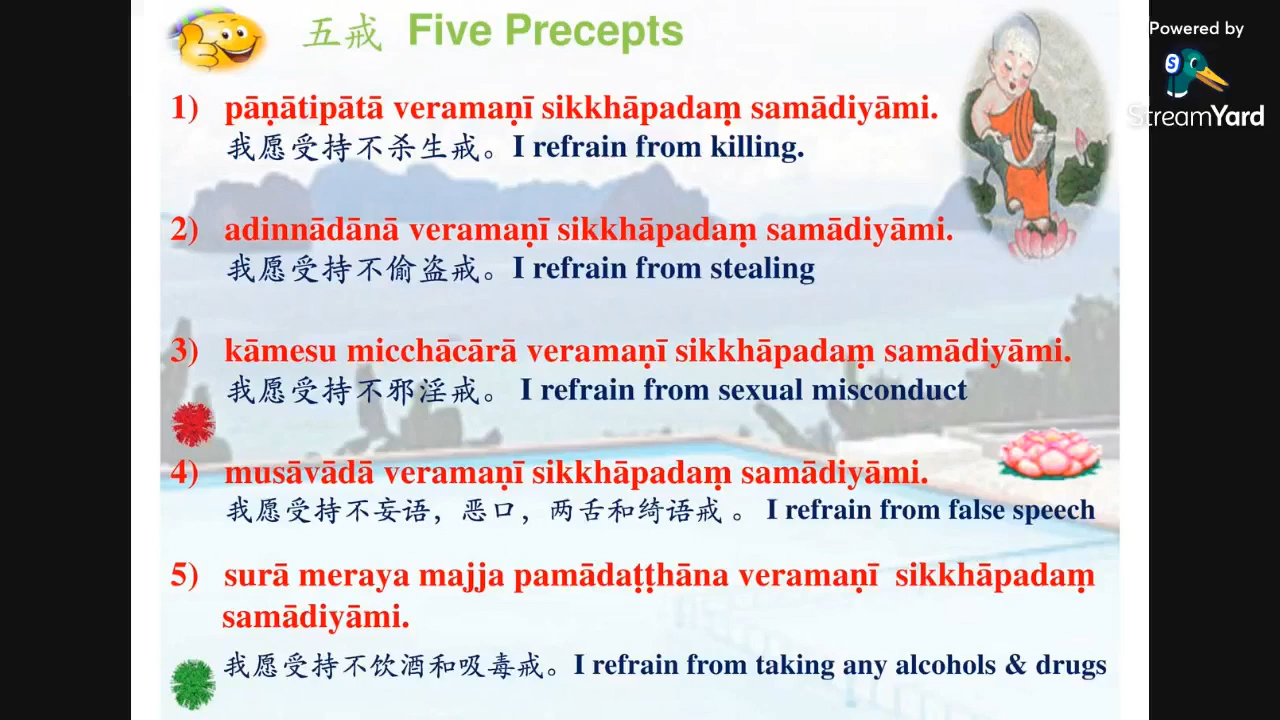 五戒 Five Precepts
Powered by
StreamYard
1) pāṇātipātā veramaṇī sikkhāpadaṃ samādiyāmi.
我愿受持不杀生戒。I refrain from killing.
2) adinnādānā veramaṇī sikkhāpadaṃ samādiyāmi.
我愿受持不偷盗戒。I refrain from stealing
3) kāmesu micchācārā veramaṇī sikkhāpadaṃ samādiyāmi.
我愿受持不邪淫戒。 I refrain from sexual misconduct
4) musāvādā veramaṇī sikkhāpadaṃ samādiyāmi.
我愿受持不妄语，恶口，两舌和绮语戒 。 I refrain from false speech
5) surā meraya majja pamādaṭṭhāna veramaṇī sikkhāpadaṃ
samādiyāmi.
我愿受持不饮酒和吸毒戒。I refrain from taking any alcohols & drugs